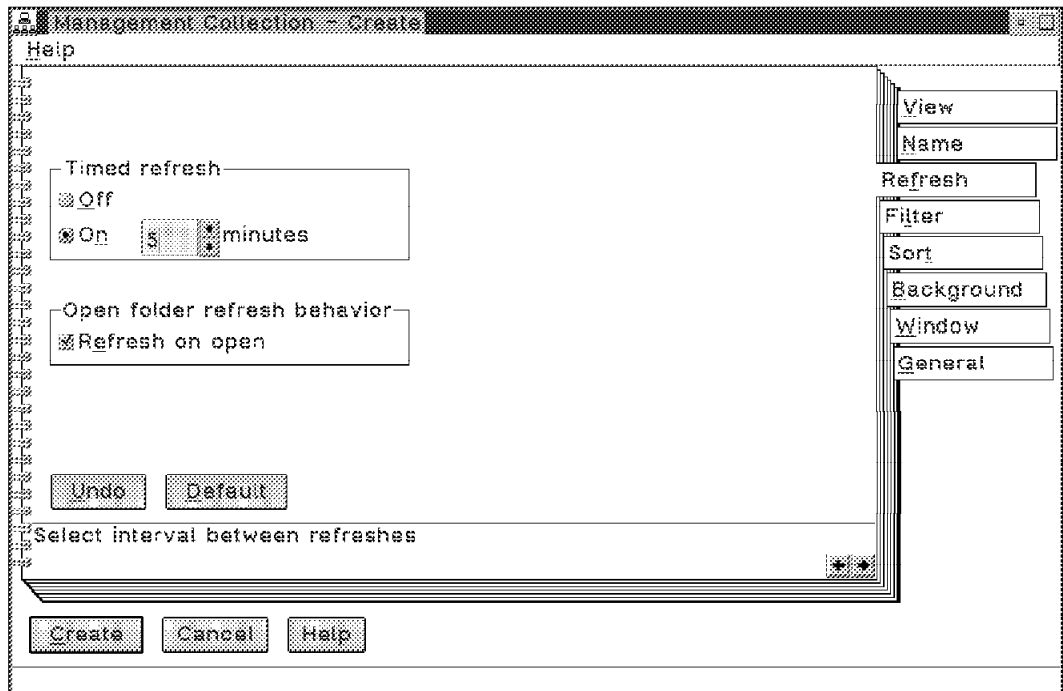 Management Collection - Create
Help
View
Name
Refresh
Filter
Sort
Background
Window
General
Timed refresh
Off
On 5 minutes
Open folder refresh behavior
Refresh on open
Undo Default
Select interval between refreshes
Create Cancel Help